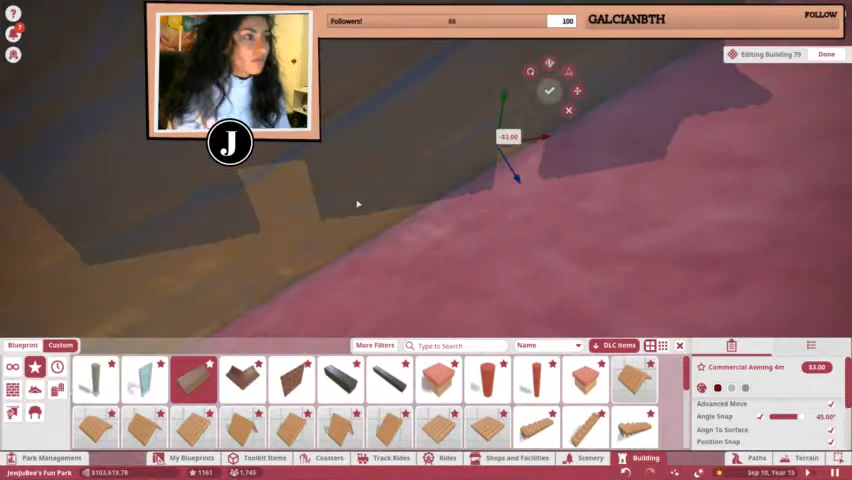 Followers!
88
100
GALCIANBTH
FOLLOW
?
7
Editing Building 79
Done
-$3.00
J
Blueprint
Custom
More Filters
Type to Search
Name
DLC Items
Commercial Awning 4m
$3.00
Advanced Move
Angle Snap
45.00°
Align To Surface
Position Snap
Park Management
My Blueprints
Toolkit Items
Coasters
Track Rides
Rides
Shops and Facilities
Scenery
Building
Paths
Terrain
JewJuBee's Fun Park
$103,619.78
1161
1,745
Sep 10, Year 15